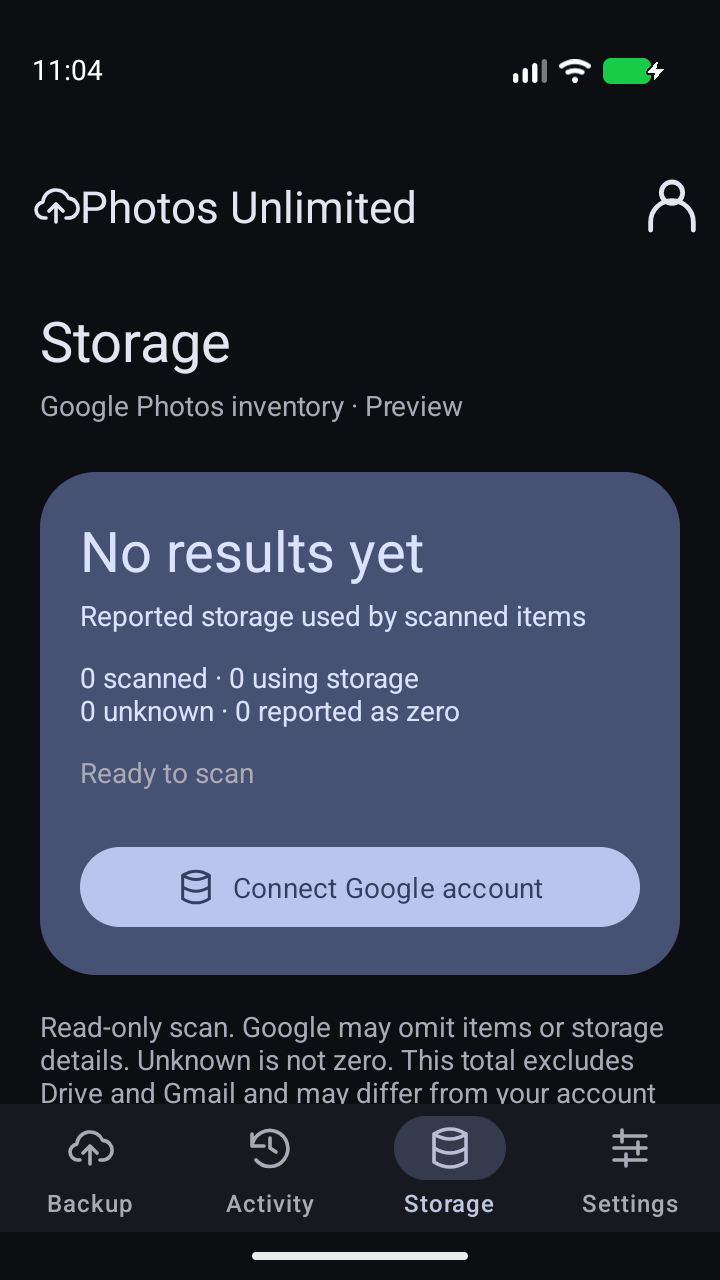 11:04
Photos Unlimited
Storage
Google Photos inventory · Preview
No results yet
Reported storage used by scanned items
0 scanned · 0 using storage
0 unknown · 0 reported as zero
Ready to scan
Connect Google account
Read-only scan. Google may omit items or storage
details. Unknown is not zero. This total excludes
Drive and Gmail and may differ from your account
Backup
Activity
Storage
Settings